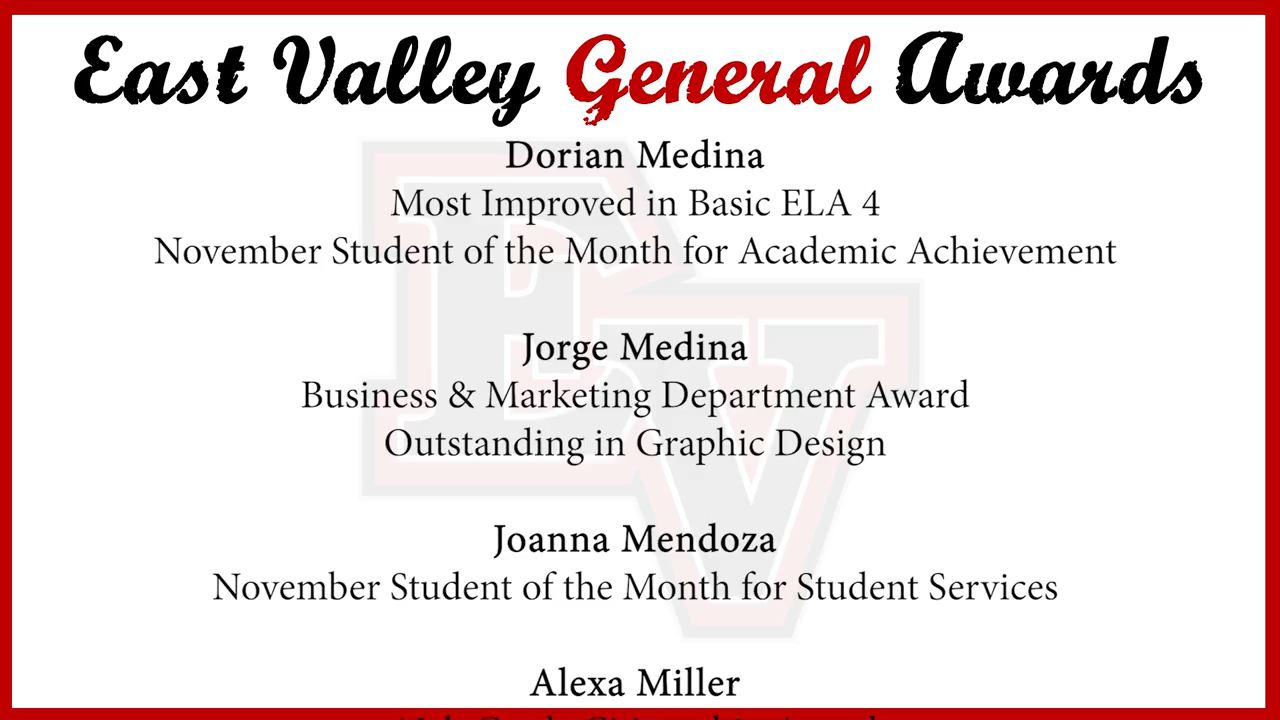 East Valley General Awards
Dorian Medina
Most Improved in Basic ELA 4
November Student of the Month for Academic Achievement
Jorge Medina
Business & Marketing Department Award
Outstanding in Graphic Design
Joanna Mendoza
November Student of the Month for Student Services
Alexa Miller
EV